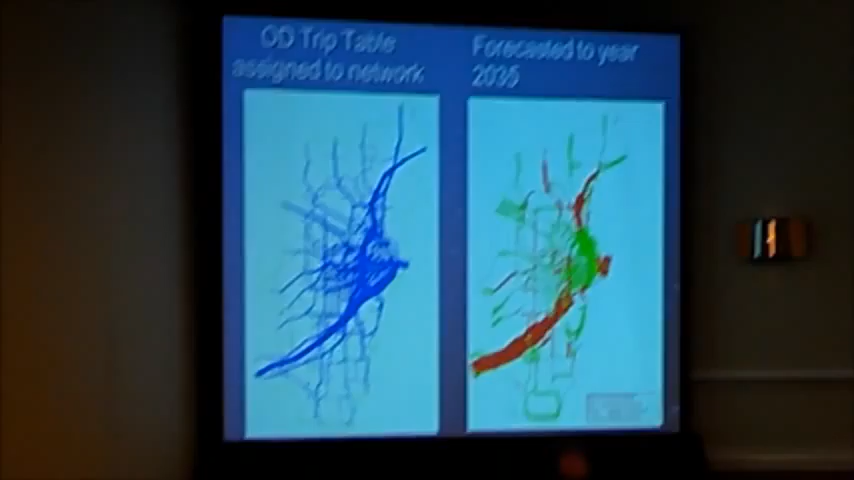 OD Trip Table
assigned to network
Forecasted to year
2035